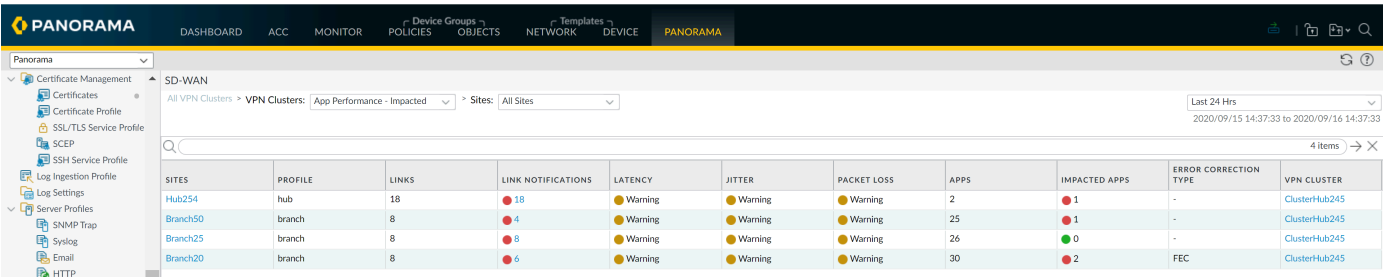 PANORAMA
DASHBOARD ACC MONITOR Device Groups POLICIES OBJECTS Templates NETWORK DEVICE PANORAMA
Panorama
Certificate Management
Certificates
Certificate Profile
SSL/TLS Service Profile
SCEP
SSH Service Profile
Log Ingestion Profile
Log Settings
Server Profiles
SNMP Trap
Syslog
Email
HTTP
SD-WAN
All VPN Clusters > VPN Clusters: App Performance - Impacted > Sites: All Sites
Last 24 Hrs
2020/09/15 14:37:33 to 2020/09/16 14:37:33
4 items
SITES PROFILE LINKS LINK NOTIFICATIONS LATENCY JITTER PACKET LOSS APPS IMPACTED APPS ERROR CORRECTION TYPE VPN CLUSTER
Hub254 hub 18 18 Warning Warning Warning 2 1 - ClusterHub245
Branch50 branch 8 4 Warning Warning Warning 25 1 - ClusterHub245
Branch25 branch 8 8 Warning Warning Warning 26 0 - ClusterHub245
Branch20 branch 8 6 Warning Warning Warning 30 2 FEC ClusterHub245